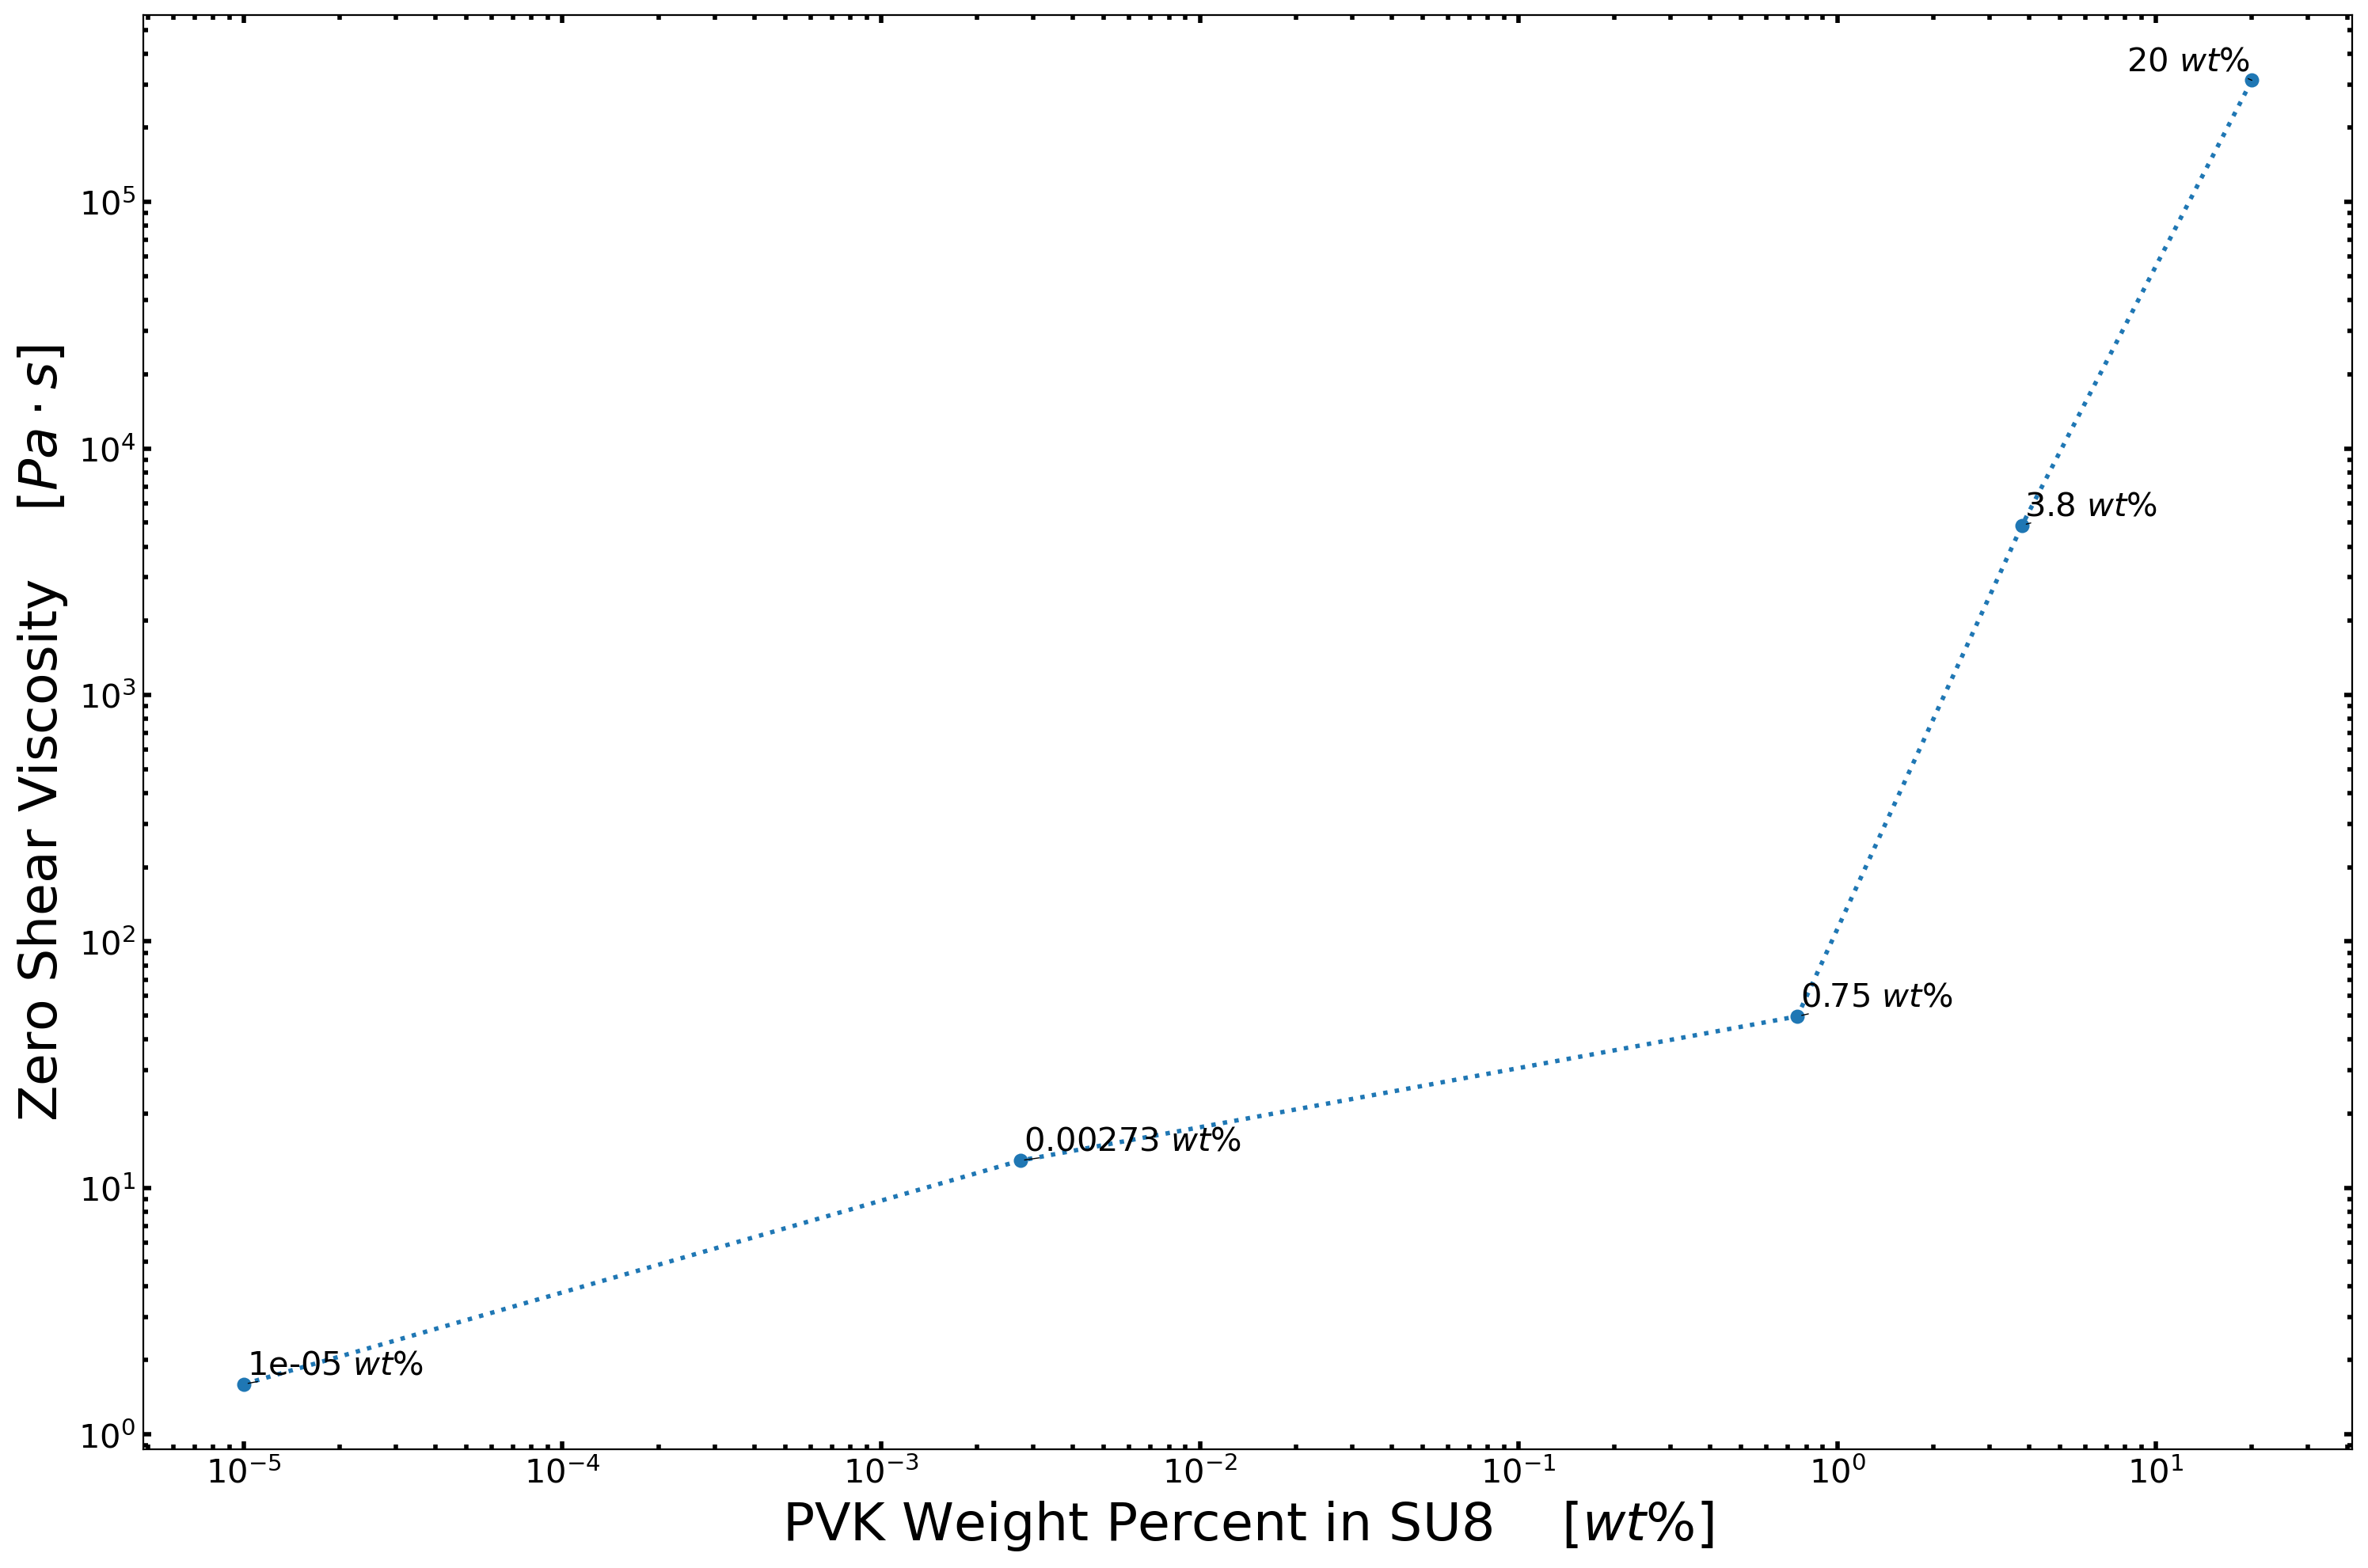 20 wt%
10^5
Zero Shear Viscosity [Pa · s]
10^4
3.8 wt%
10^3
10^2
0.75 wt%
0.00273 wt%
10^1
1e-05 wt%
10^0
10^-5 10^-4 10^-3 10^-2 10^-1 10^0 10^1
PVK Weight Percent in SU8 [wt%]